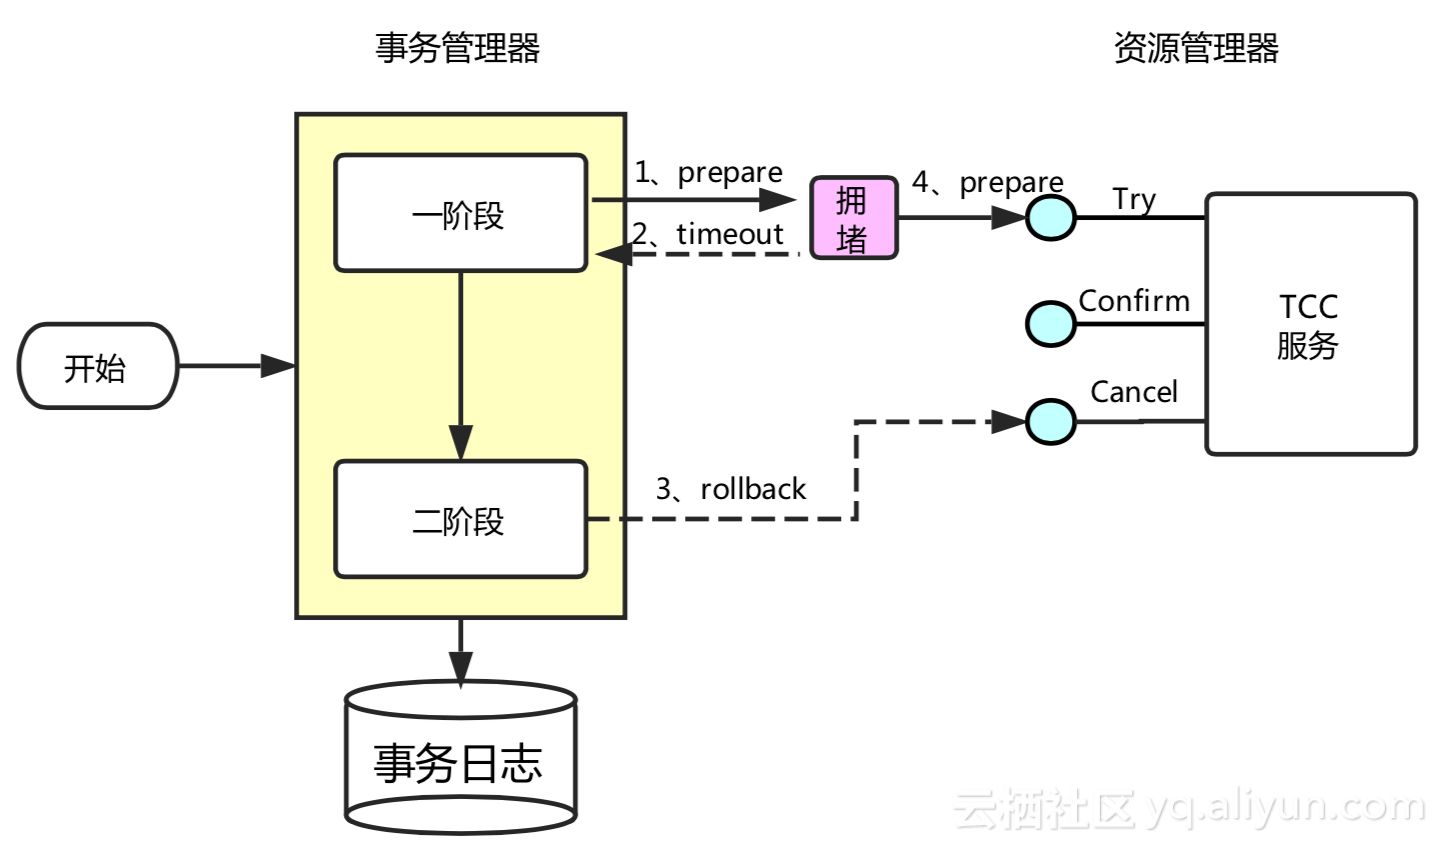 事务管理器
资源管理器
一阶段
1、prepare
2、timeout
拥
堵
4、prepare
Try
Confirm
Cancel
TCC
服务
开始
二阶段
3、rollback
事务日志
云栖社区 yq.aliyun.com